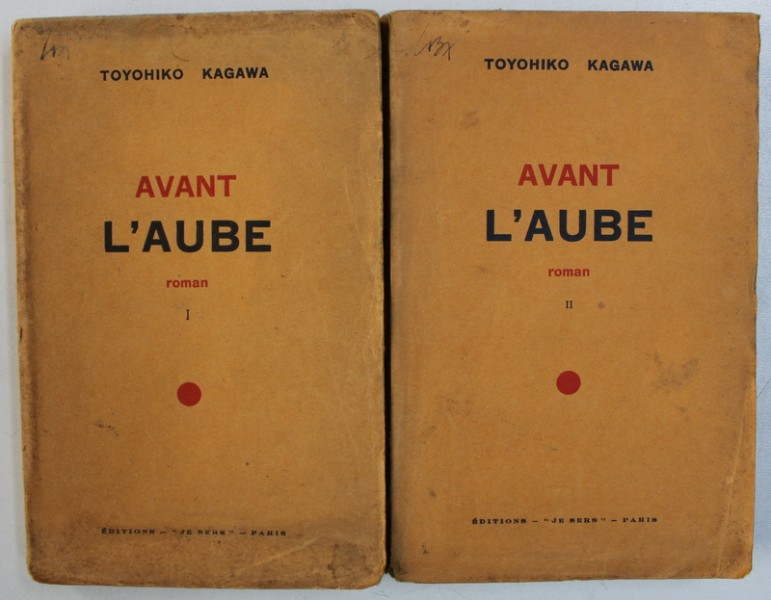 TOYOHIKO KAGAWA
AVANT
L'AUBE
roman
I
ÉDITIONS — "JE SERS" — PARIS
TOYOHIKO KAGAWA
AVANT
L'AUBE
roman
II
ÉDITIONS — "JE SERS" — PARIS